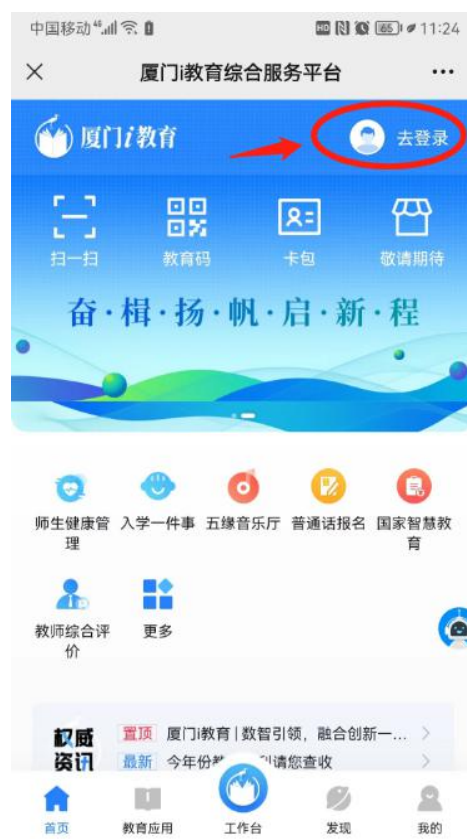 中国移动 4G HD 65 11:24
厦门i教育综合服务平台
厦门i教育 去登录
扫一扫 教育码 卡包 敬请期待
奋·楫·扬·帆·启·新·程
师生健康管理 入学一件事 五缘音乐厅 普通话报名 国家智慧教育
教师综合评价 更多
权威资讯
置顶 厦门i教育 | 数智引领，融合创新一...
最新 今年份 请您查收
首页 教育应用 工作台 发现 我的